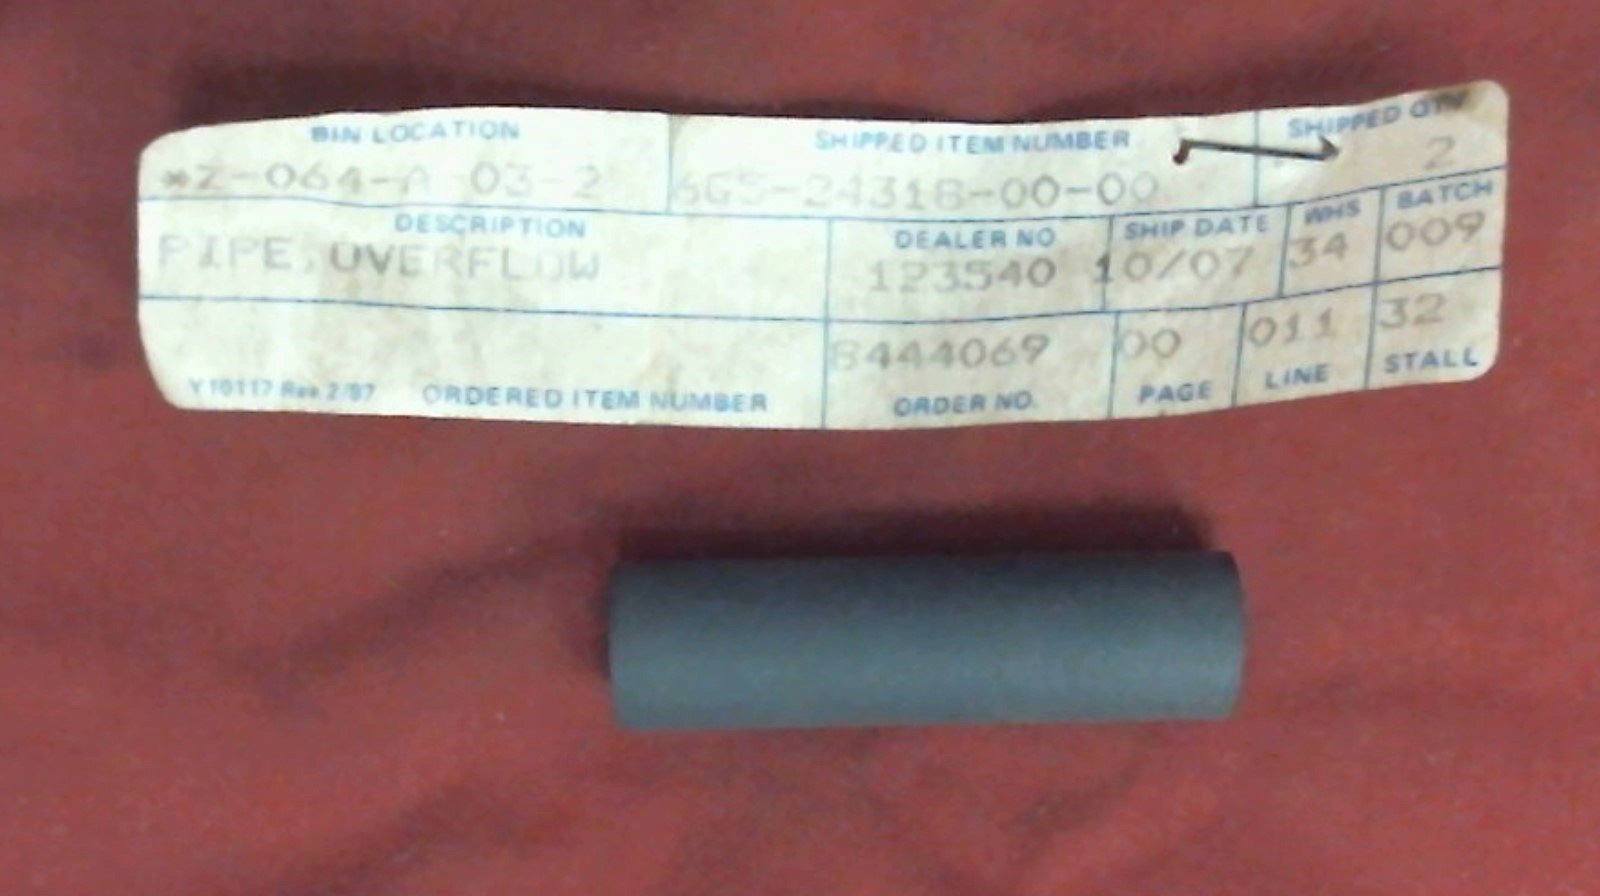 BIN LOCATION SHIPPED ITEM NUMBER SHIPPED QTY
*Z-064-A 03-2 6G5-24318-00-00 2
DESCRIPTION DEALER NO SHIP DATE WHS BATCH
PIPE, OVERFLOW 123540 10/07 34 009
8444069 00 011 32
Y10117 Rev 2/87 ORDERED ITEM NUMBER ORDER NO. PAGE LINE STALL